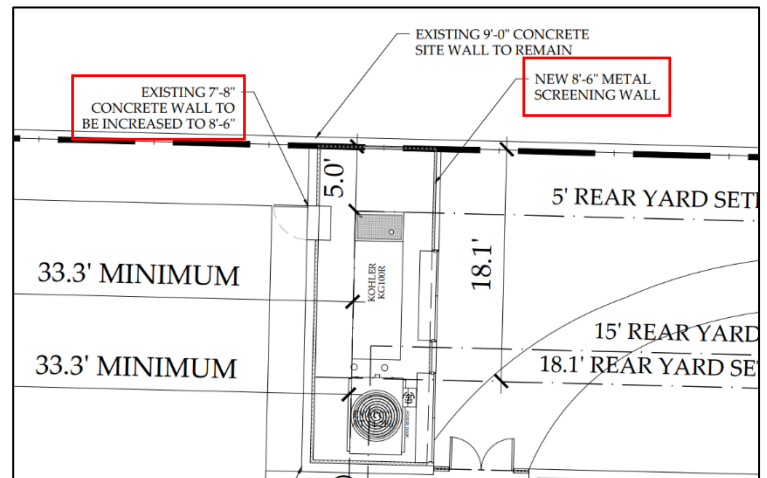 EXISTING 9'-0" CONCRETE
SITE WALL TO REMAIN
EXISTING 7'-8"
CONCRETE WALL TO
BE INCREASED TO 8'-6"
NEW 8'-6" METAL
SCREENING WALL
5.0'
5' REAR YARD SET
KOHLER
KG100R
18.1'
33.3' MINIMUM
15' REAR YARD
33.3' MINIMUM
18.1' REAR YARD SE